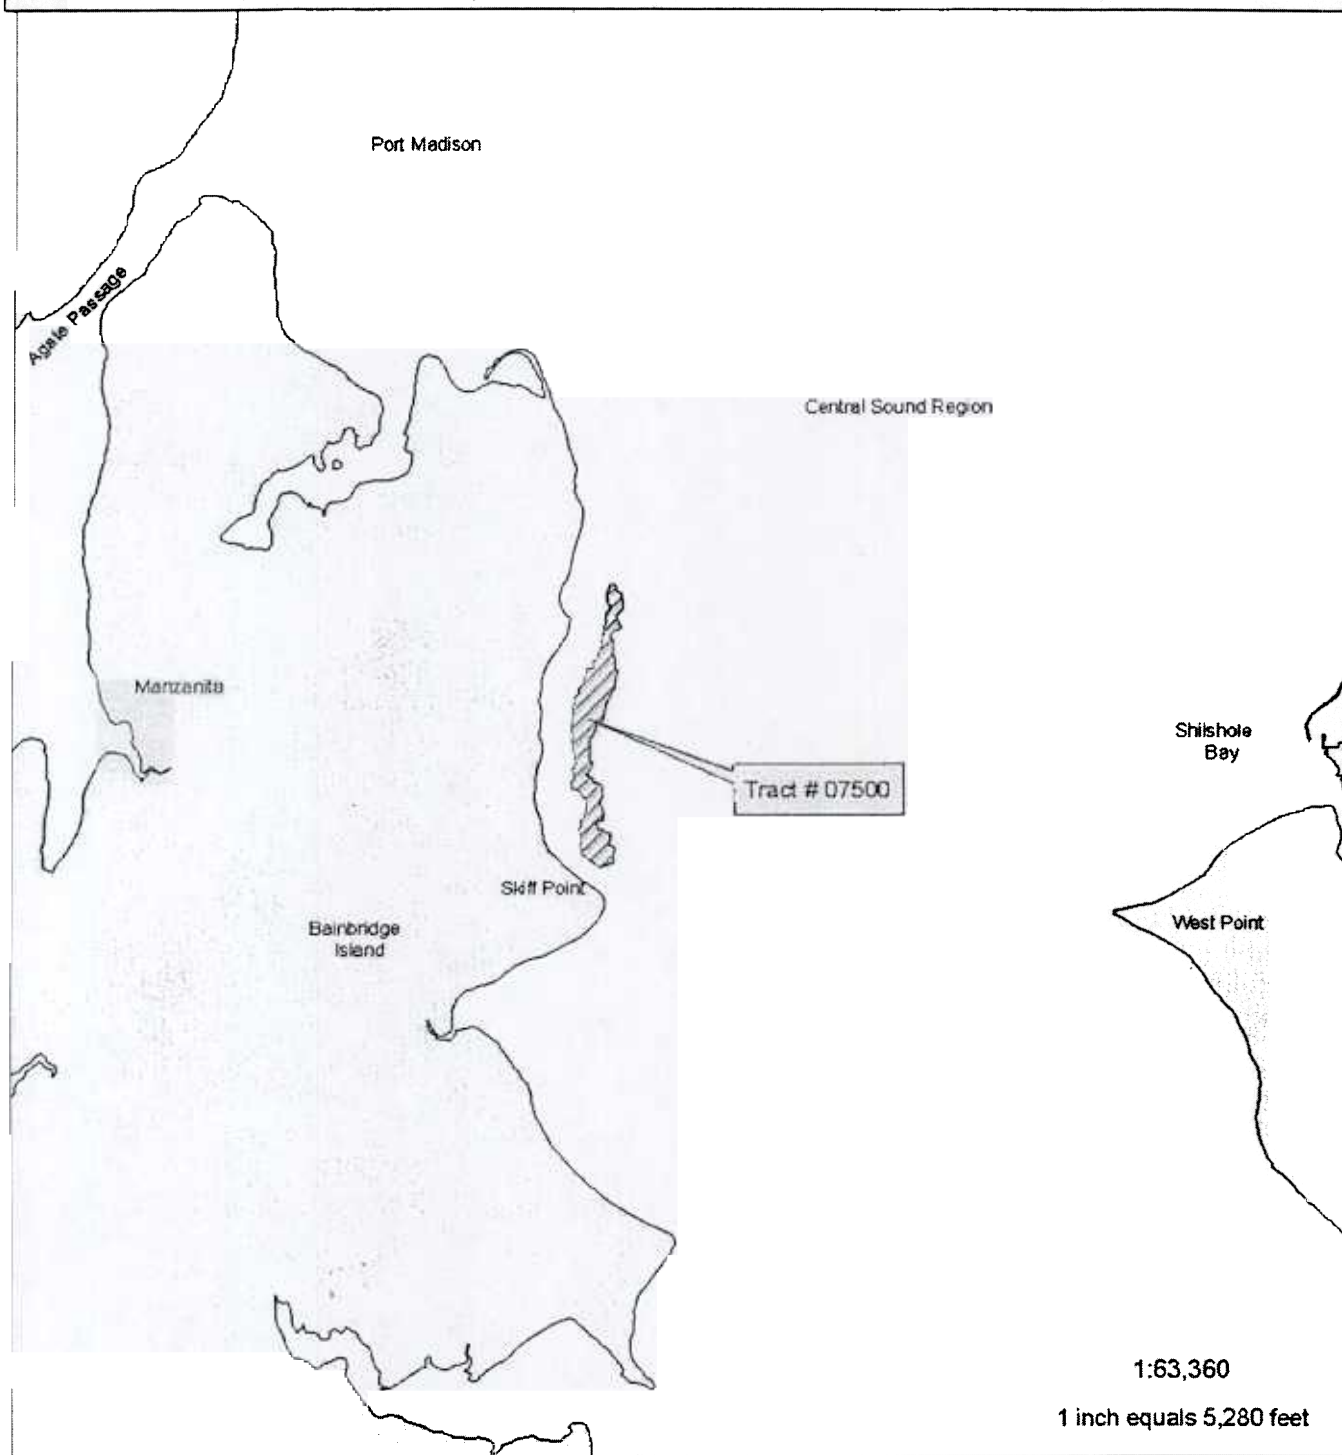 Port Madison
Agate Passage
Central Sound Region
Manzanita
Shilshole
Bay
Tract # 07500
Skiff Point
Bainbridge
Island
West Point
1:63,360
1 inch equals 5,280 feet